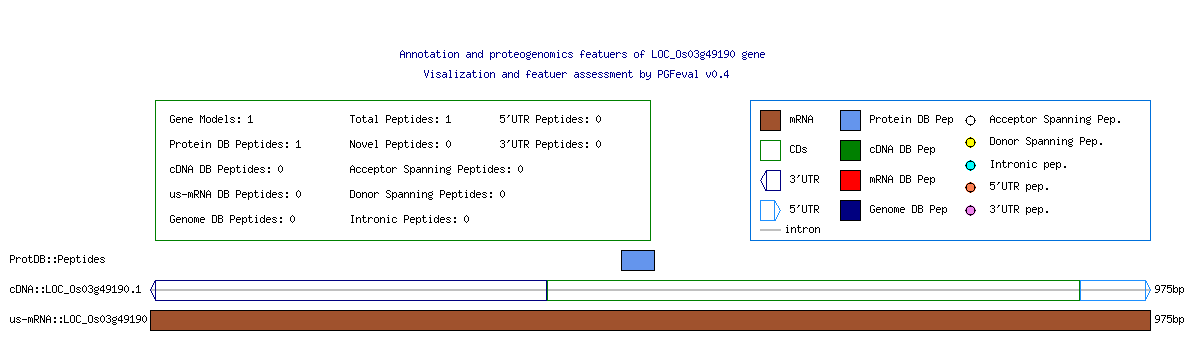 Annotation and proteogenomics featuers of LOC_Os03g49190 gene
Visalization and featuer assessment by PGFeval v0.4
Gene Models: 1 Total Peptides: 1 5'UTR Peptides: 0
Protein DB Peptides: 1 Novel Peptides: 0 3'UTR Peptides: 0
cDNA DB Peptides: 0 Acceptor Spanning Peptides: 0
us-mRNA DB Peptides: 0 Donor Spanning Peptides: 0
Genome DB Peptides: 0 Intronic Peptides: 0
mRNA Protein DB Pep Acceptor Spanning Pep.
CDs cDNA DB Pep Donor Spanning Pep.
3'UTR mRNA DB Pep Intronic pep.
5'UTR Genome DB Pep 5'UTR pep.
intron 3'UTR pep.
ProtDB::Peptides
cDNA::LOC_Os03g49190.1 975bp
us-mRNA::LOC_Os03g49190 975bp